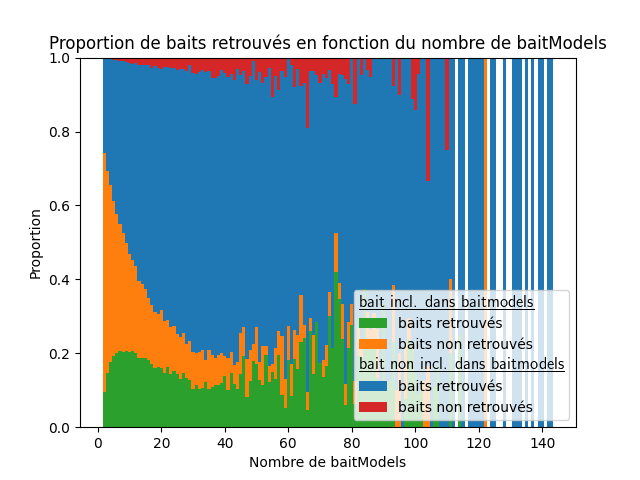 Proportion de baits retrouvés en fonction du nombre de baitModels
1.0
0.8
0.6
0.4
0.2
0.0
Proportion
bait incl. dans baitmodels
baits retrouvés
baits non retrouvés
bait non incl. dans baitmodels
baits retrouvés
baits non retrouvés
0 20 40 60 80 100 120 140
Nombre de baitModels